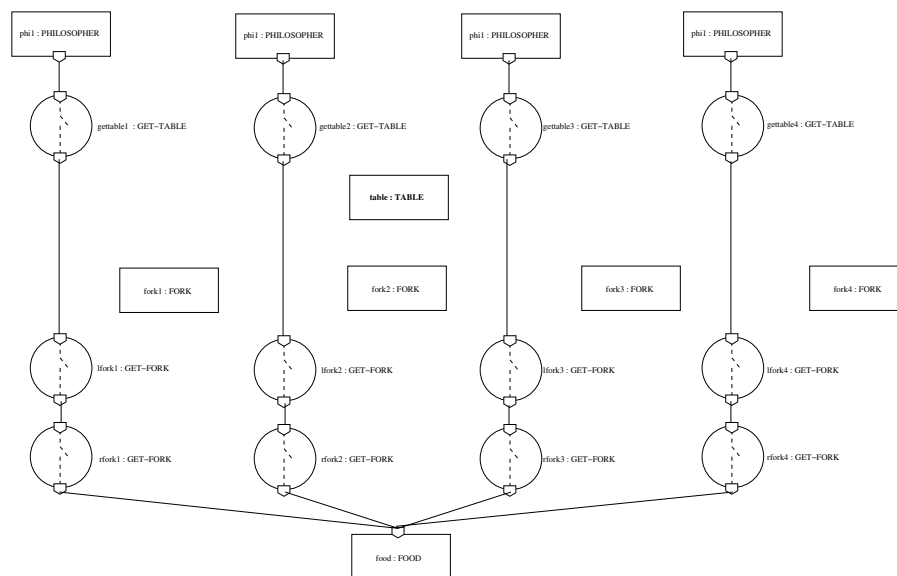 phi1 : PHILOSOPHER
phi1 : PHILOSOPHER
phi1 : PHILOSOPHER
phi1 : PHILOSOPHER
gettable1 : GET-TABLE
gettable2 : GET-TABLE
gettable3 : GET-TABLE
gettable4 : GET-TABLE
table : TABLE
fork1 : FORK
fork2 : FORK
fork3 : FORK
fork4 : FORK
lfork1 : GET-FORK
lfork2 : GET-FORK
lfork3 : GET-FORK
lfork4 : GET-FORK
rfork1 : GET-FORK
rfork2 : GET-FORK
rfork3 : GET-FORK
rfork4 : GET-FORK
food : FOOD